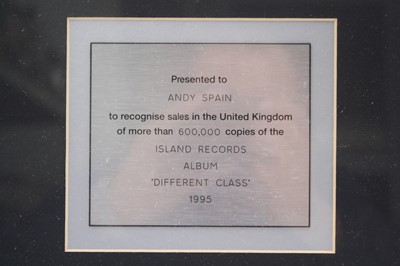 Presented to
ANDY SPAIN
to recognise sales in the United Kingdom
of more than 600,000 copies of the
ISLAND RECORDS
ALBUM
'DIFFERENT CLASS'
1995